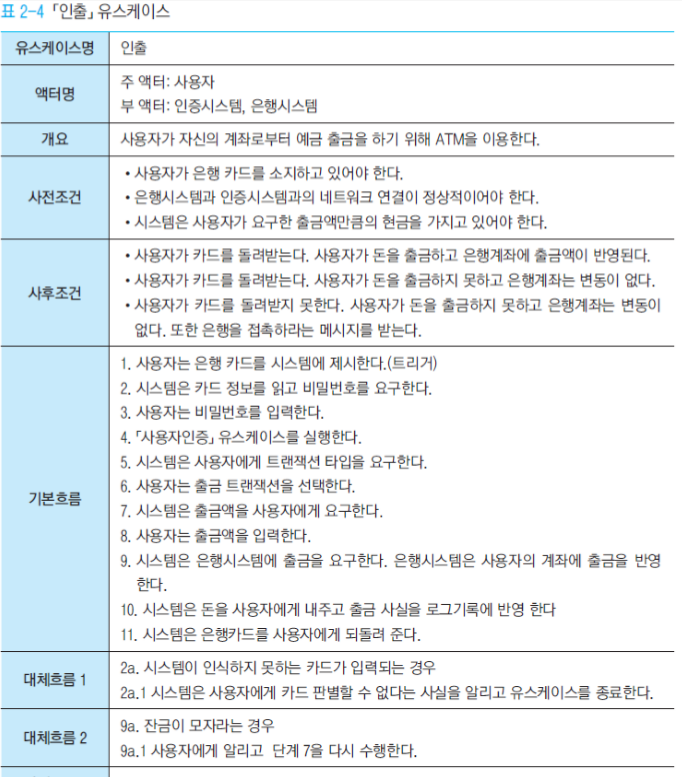 표 2-4 「인출」 유스케이스
유스케이스명
인출
액터명
주 액터: 사용자
부 액터: 인증시스템, 은행시스템
개요
사용자가 자신의 계좌로부터 예금 출금을 하기 위해 ATM을 이용한다.
사전조건
• 사용자가 은행 카드를 소지하고 있어야 한다.
• 은행시스템과 인증시스템과의 네트워크 연결이 정상적이어야 한다.
• 시스템은 사용자가 요구한 출금액만큼의 현금을 가지고 있어야 한다.
사후조건
• 사용자가 카드를 돌려받는다. 사용자가 돈을 출금하고 은행계좌에 출금액이 반영된다.
• 사용자가 카드를 돌려받는다. 사용자가 돈을 출금하지 못하고 은행계좌는 변동이 없다.
• 사용자가 카드를 돌려받지 못한다. 사용자가 돈을 출금하지 못하고 은행계좌는 변동이
없다. 또한 은행을 접촉하라는 메시지를 받는다.
기본흐름
1. 사용자는 은행 카드를 시스템에 제시한다.(트리거)
2. 시스템은 카드 정보를 읽고 비밀번호를 요구한다.
3. 사용자는 비밀번호를 입력한다.
4. 「사용자인증」 유스케이스를 실행한다.
5. 시스템은 사용자에게 트랜잭션 타입을 요구한다.
6. 사용자는 출금 트랜잭션을 선택한다.
7. 시스템은 출금액을 사용자에게 요구한다.
8. 사용자는 출금액을 입력한다.
9. 시스템은 은행시스템에 출금을 요구한다. 은행시스템은 사용자의 계좌에 출금을 반영
한다.
10. 시스템은 돈을 사용자에게 내주고 출금 사실을 로그기록에 반영 한다
11. 시스템은 은행카드를 사용자에게 되돌려 준다.
대체흐름 1
2a. 시스템이 인식하지 못하는 카드가 입력되는 경우
2a.1 시스템은 사용자에게 카드 판별할 수 없다는 사실을 알리고 유스케이스를 종료한다.
대체흐름 2
9a. 잔금이 모자라는 경우
9a.1 사용자에게 알리고 단계 7을 다시 수행한다.